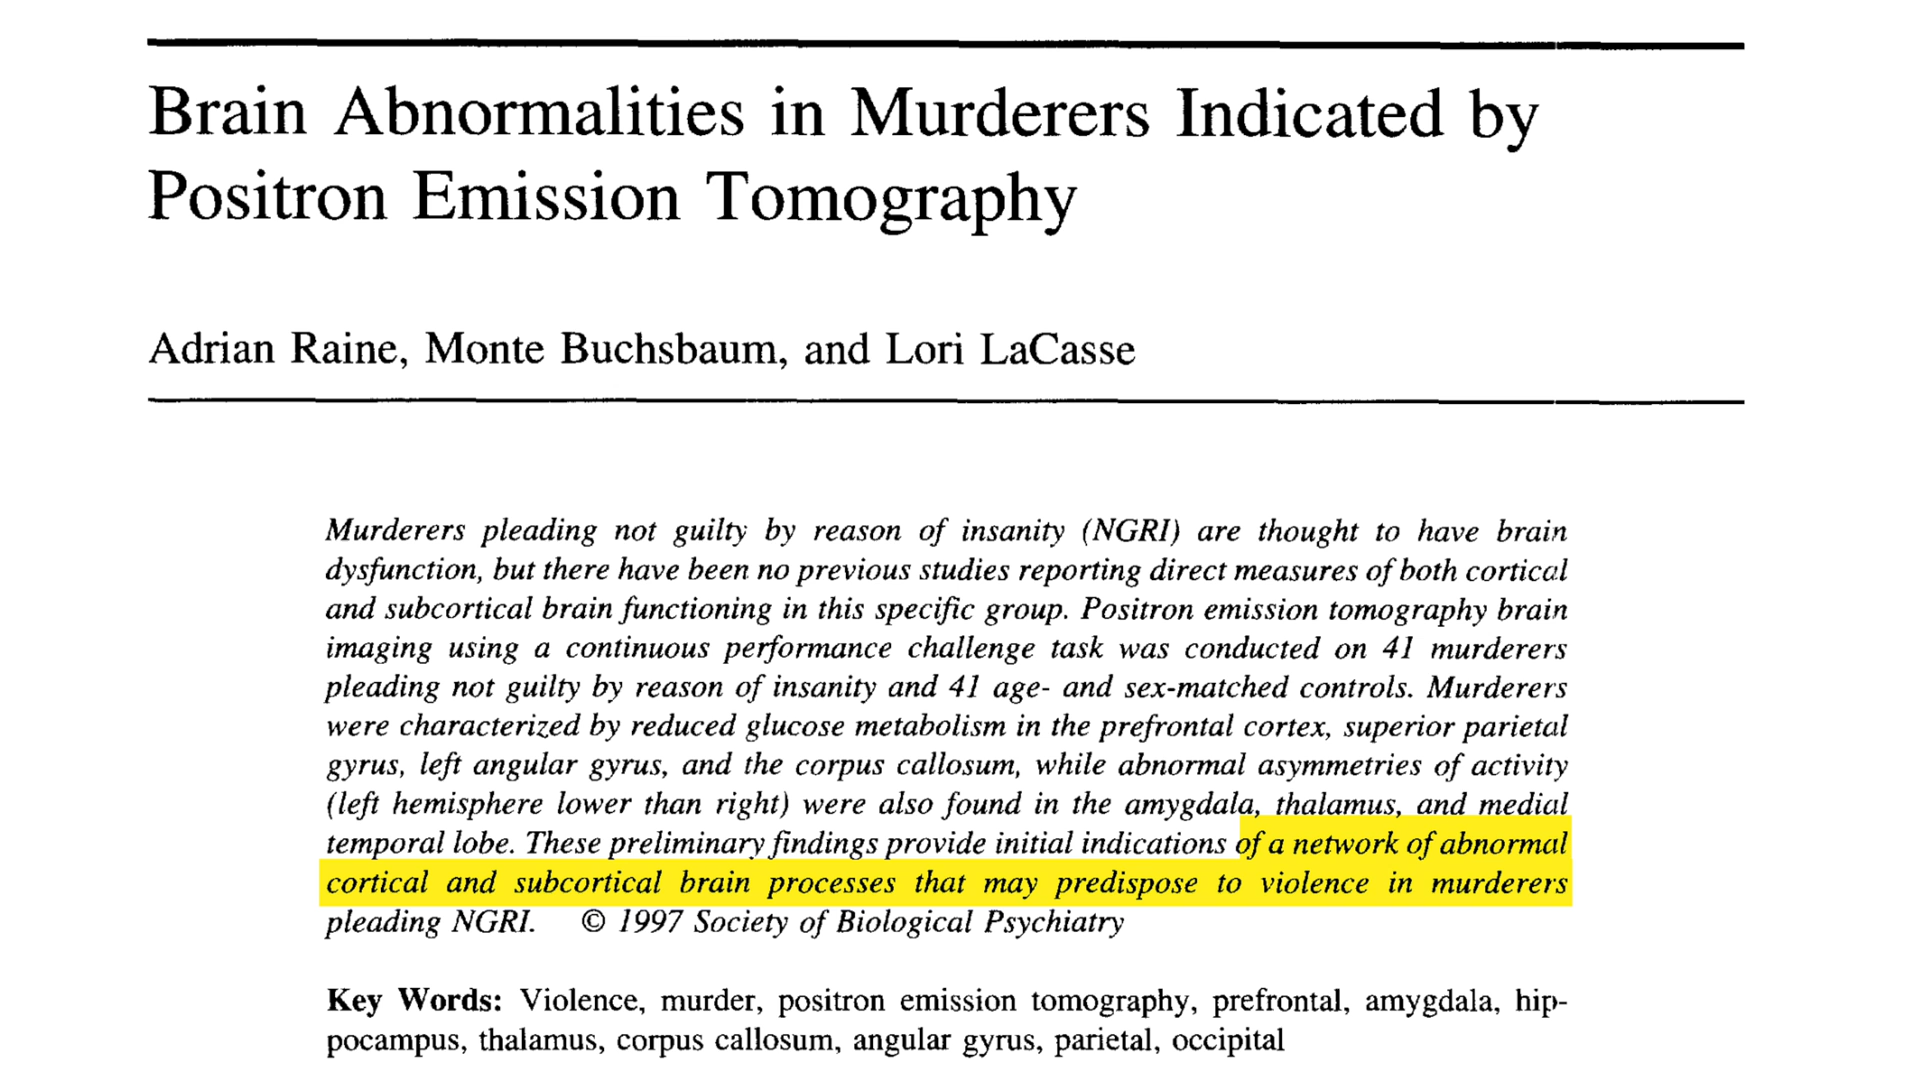 Brain Abnormalities in Murderers Indicated by
Positron Emission Tomography
Adrian Raine, Monte Buchsbaum, and Lori LaCasse
Murderers pleading not guilty by reason of insanity (NGRI) are thought to have brain
dysfunction, but there have been no previous studies reporting direct measures of both cortical
and subcortical brain functioning in this specific group. Positron emission tomography brain
imaging using a continuous performance challenge task was conducted on 41 murderers
pleading not guilty by reason of insanity and 41 age- and sex-matched controls. Murderers
were characterized by reduced glucose metabolism in the prefrontal cortex, superior parietal
gyrus, left angular gyrus, and the corpus callosum, while abnormal asymmetries of activity
(left hemisphere lower than right) were also found in the amygdala, thalamus, and medial
temporal lobe. These preliminary findings provide initial indications of a network of abnormal
cortical and subcortical brain processes that may predispose to violence in murderers
pleading NGRI. © 1997 Society of Biological Psychiatry
Key Words: Violence, murder, positron emission tomography, prefrontal, amygdala, hip-
pocampus, thalamus, corpus callosum, angular gyrus, parietal, occipital